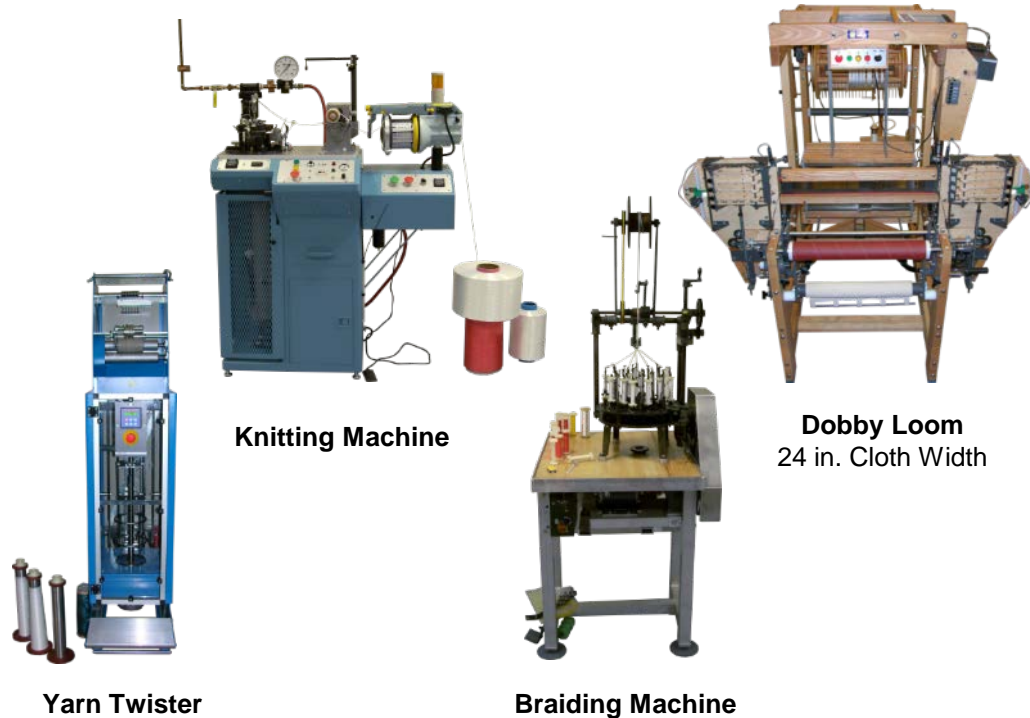 Knitting Machine
Dobby Loom
24 in. Cloth Width
Yarn Twister
Braiding Machine